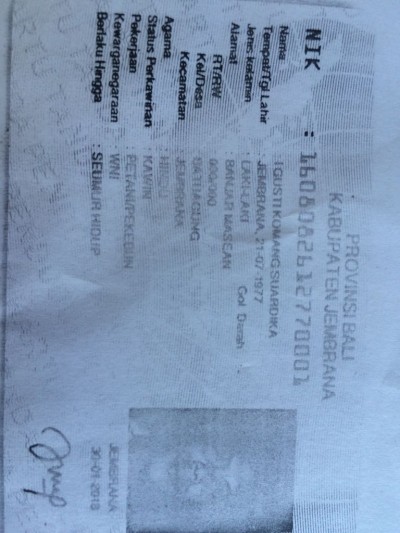 PROVINSI BALI
KABUPATEN JEMBRANA
NIK : 1606082612770001
Nama : I GUSTI KOMANG SUARDIKA
Tempat/Tgl Lahir : JEMBRANA, 21-07-1977
Jenis kelamin : LAKI-LAKI Gol Darah :
Alamat : BANJAR MASEAN
RT/RW : 000/000
Kel/Desa : BATUAGUNG
Kecamatan : JEMBRANA
Agama : HINDU
Status Perkawinan : KAWIN
Pekerjaan : PETANI/PEKEBUN
Kewarganegaraan : WNI
Berlaku Hingga : SEUMUR HIDUP
JEMBRANA
30-01-2018